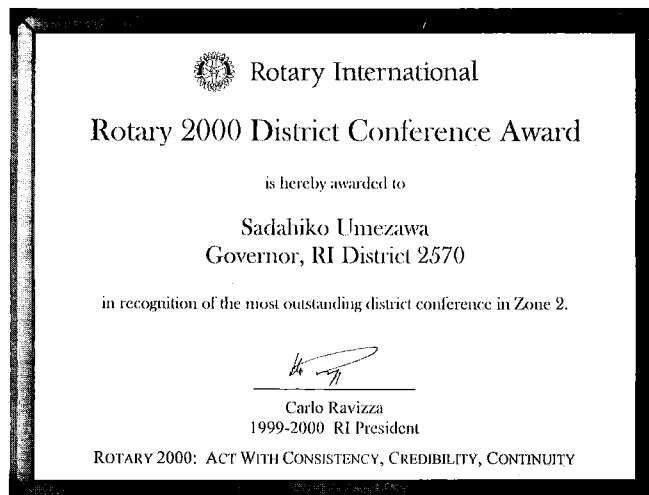 Rotary International
Rotary 2000 District Conference Award
is hereby awarded to
Sadahiko Umezawa
Governor, RI District 2570
in recognition of the most outstanding district conference in Zone 2.
Carlo Ravizza
1999-2000 RI President
ROTARY 2000: ACT WITH CONSISTENCY, CREDIBILITY, CONTINUITY